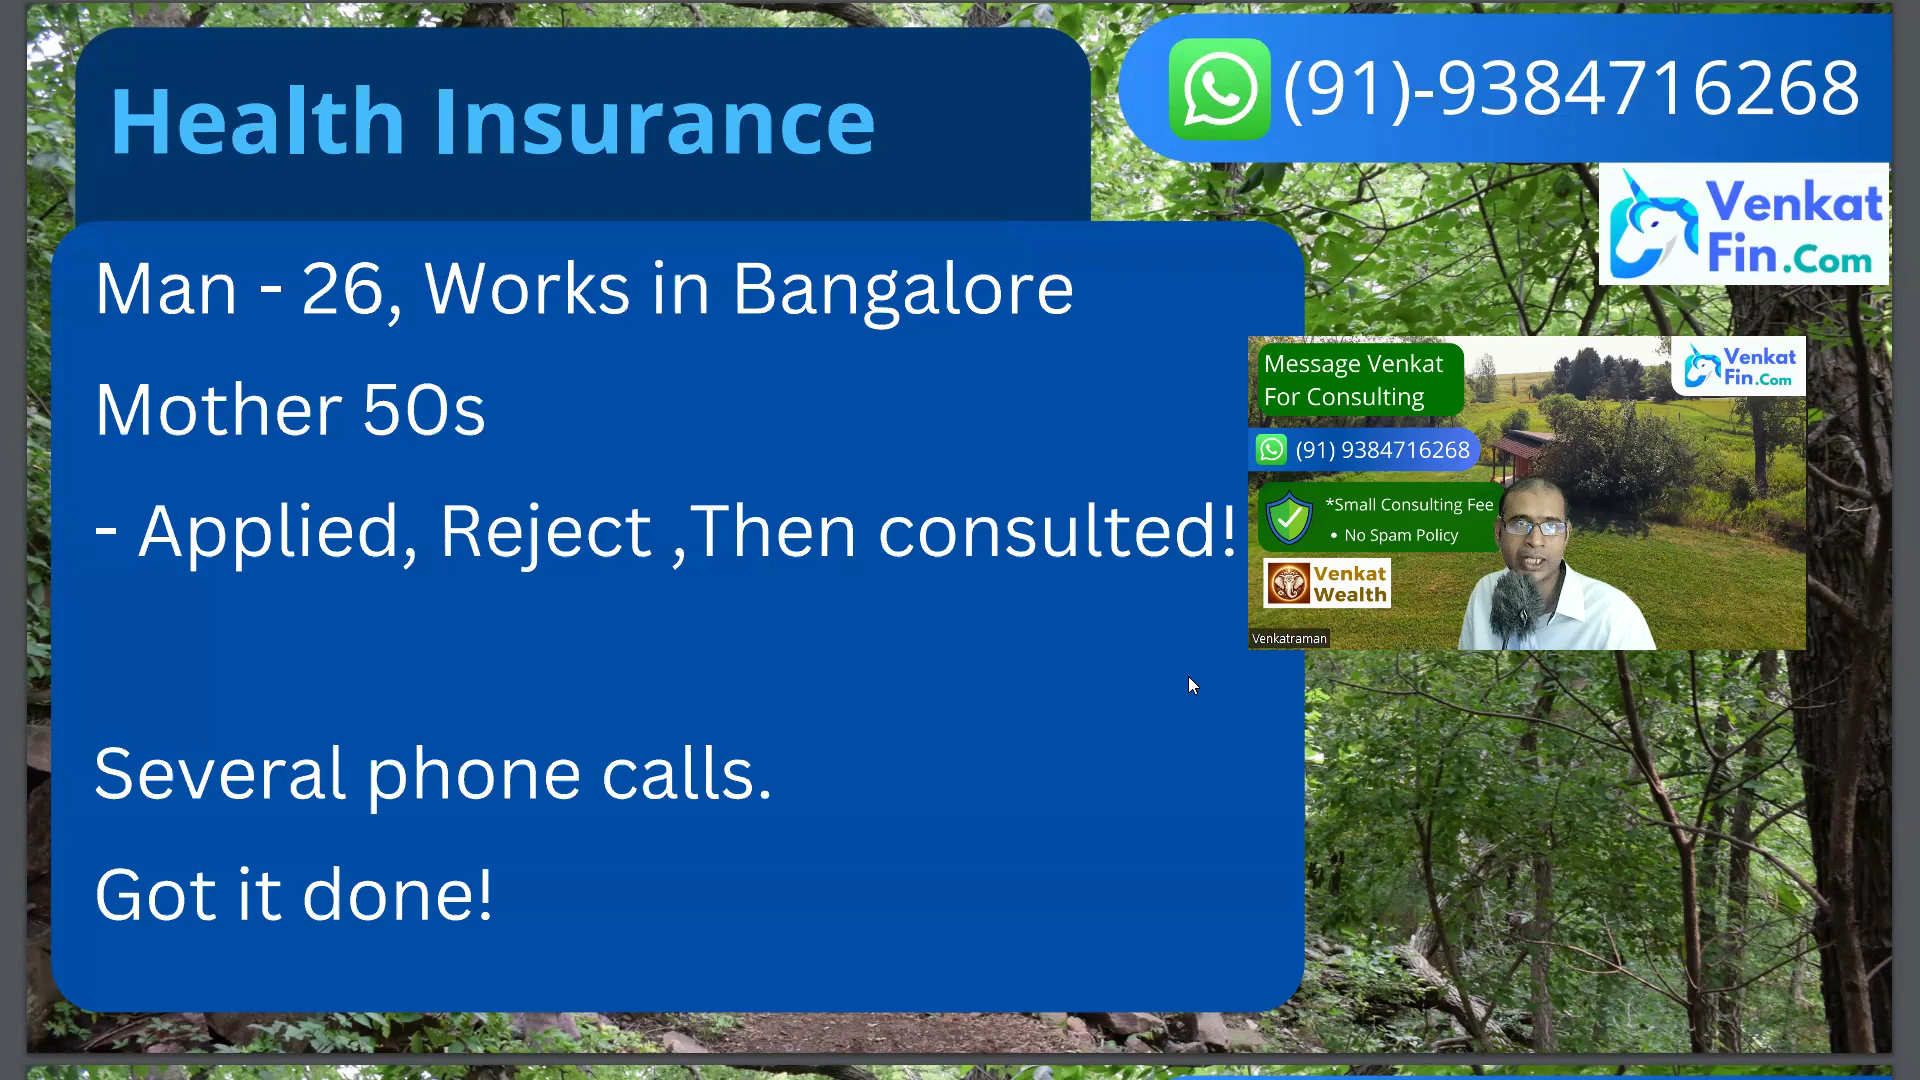 Health Insurance
(91)-9384716268
Venkat
Fin.Com
Man - 26, Works in Bangalore
Mother 50s
- Applied, Reject ,Then consulted!
Several phone calls.
Got it done!
Message Venkat
For Consulting
Venkat
Fin.Com
(91) 9384716268
*Small Consulting Fee
• No Spam Policy
Venkat
Wealth
Venkatraman